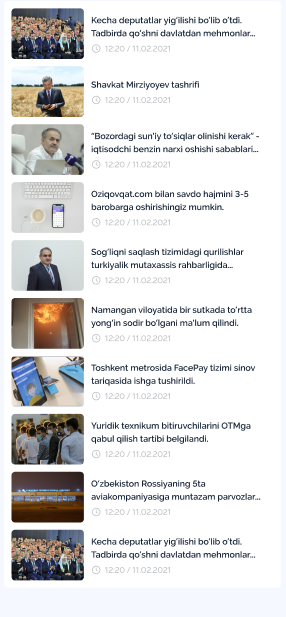 Kecha deputatlar yig‘ilishi bo‘lib o‘tdi.
Tadbirda qo‘shni davlatdan mehmonlar...
12:20 / 11.02.2021
Shavkat Mirziyoyev tashrifi
12:20 / 11.02.2021
“Bozordagi sun’iy to‘siqlar olinishi kerak” -
iqtisodchi benzin narxi oshishi sabablari...
12:20 / 11.02.2021
Oziqovqat.com bilan savdo hajmini 3-5
barobarga oshirishingiz mumkin.
12:20 / 11.02.2021
Sog‘liqni saqlash tizimidagi qurilishlar
turkiyalik mutaxassis rahbarligida...
12:20 / 11.02.2021
Namangan viloyatida bir sutkada to‘rtta
yong‘in sodir bo‘lgani ma’lum qilindi.
12:20 / 11.02.2021
Toshkent metrosida FacePay tizimi sinov
tariqasida ishga tushirildi.
12:20 / 11.02.2021
Yuridik texnikum bitiruvchilarini OTMga
qabul qilish tartibi belgilandi.
12:20 / 11.02.2021
O‘zbekiston Rossiyaning 5ta
aviakompaniyasiga muntazam parvozlar...
12:20 / 11.02.2021
Kecha deputatlar yig‘ilishi bo‘lib o‘tdi.
Tadbirda qo‘shni davlatdan mehmonlar...
12:20 / 11.02.2021